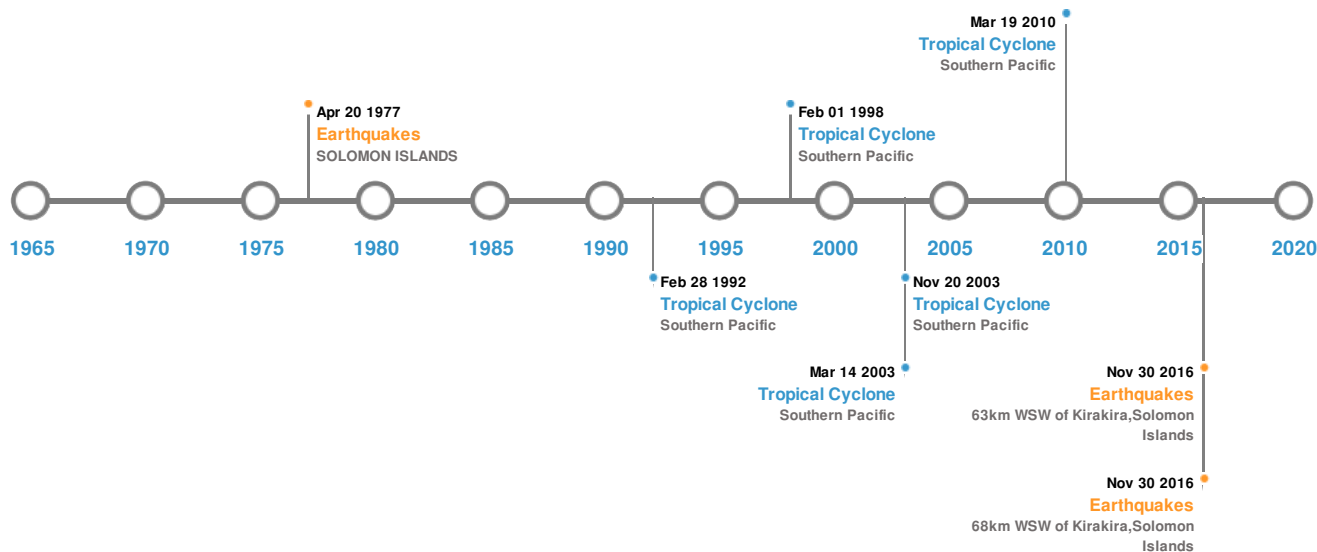 Mar 19 2010
Tropical Cyclone
Southern Pacific
Apr 20 1977
Earthquakes
SOLOMON ISLANDS
Feb 01 1998
Tropical Cyclone
Southern Pacific
1965
1970
1975
1980
1985
1990
1995
2000
2005
2010
2015
2020
Feb 28 1992
Tropical Cyclone
Southern Pacific
Nov 20 2003
Tropical Cyclone
Southern Pacific
Mar 14 2003
Tropical Cyclone
Southern Pacific
Nov 30 2016
Earthquakes
63km WSW of Kirakira,Solomon
Islands
Nov 30 2016
Earthquakes
68km WSW of Kirakira,Solomon
Islands